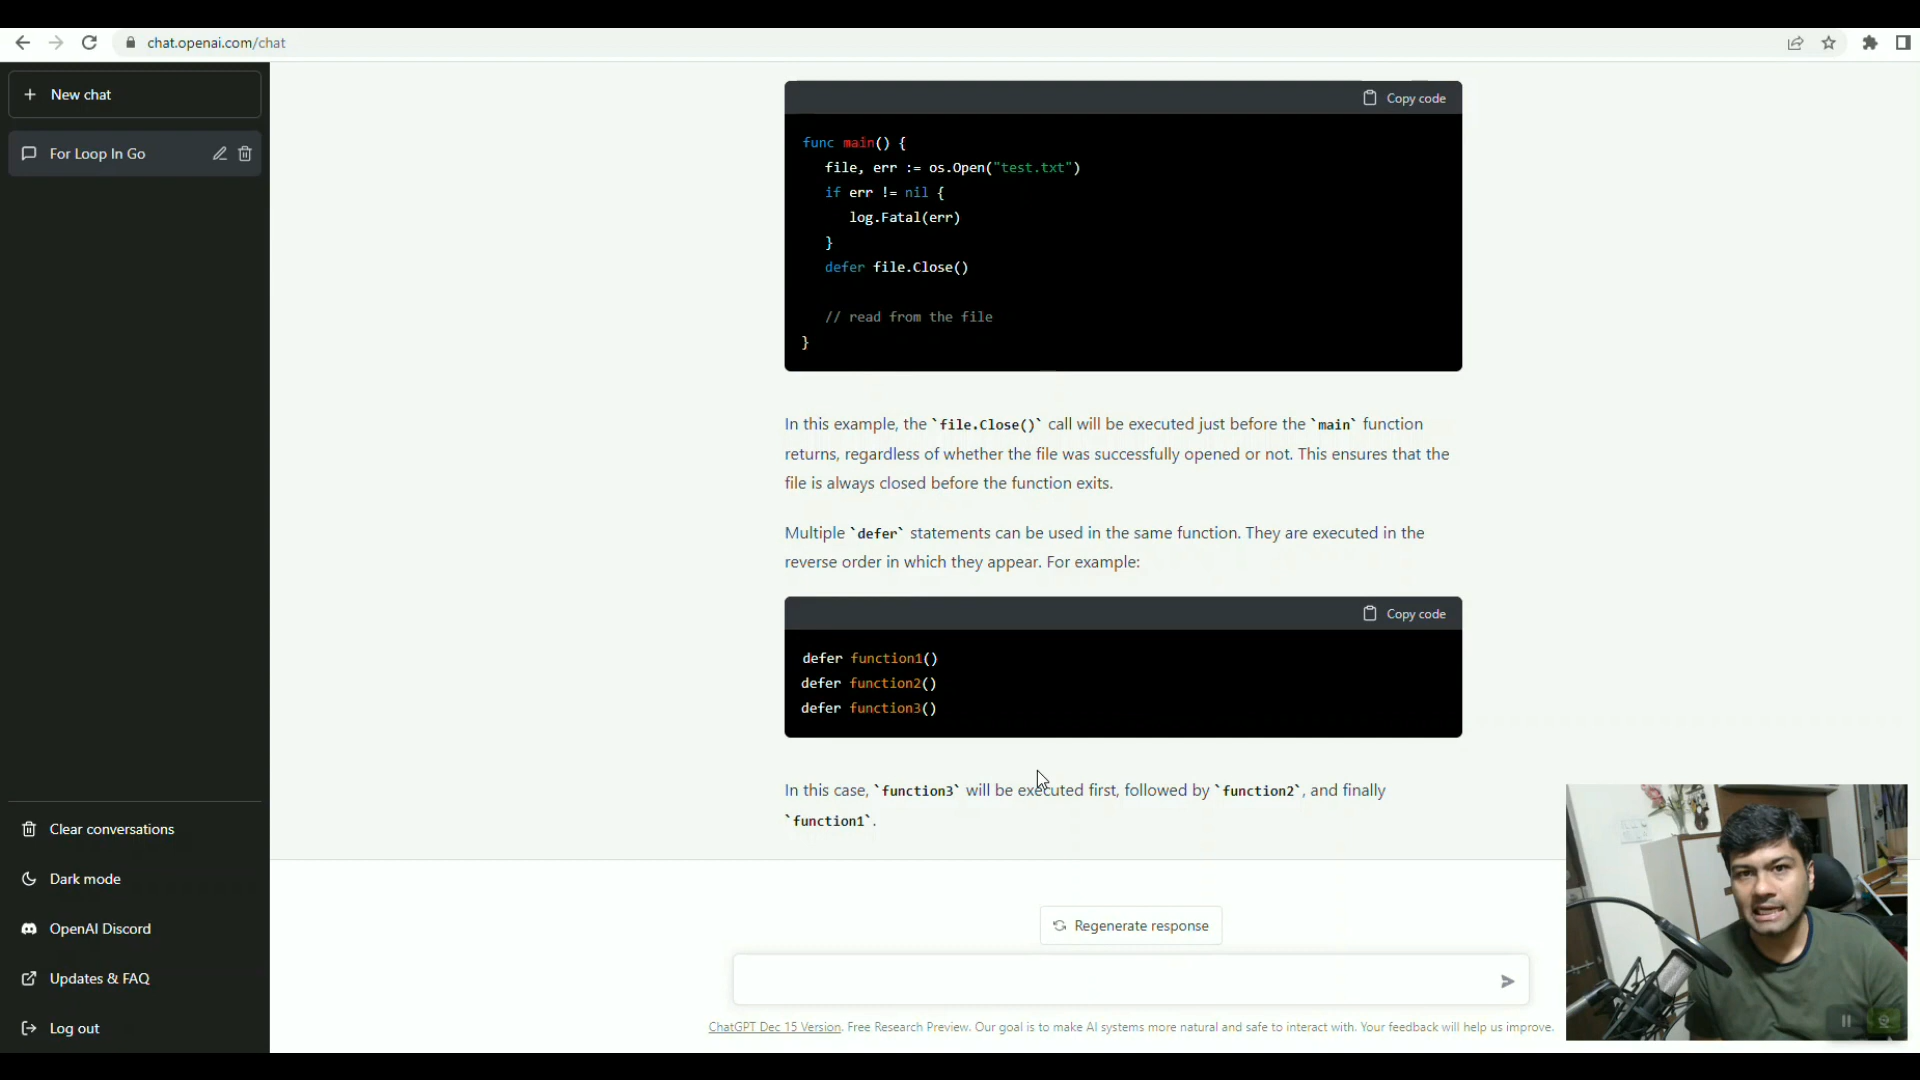 chat.openai.com/chat
New chat
For Loop In Go
Copy code
func main() {
file, err := os.Open("test.txt")
if err != nil {
log.Fatal(err)
}
defer file.Close()
// read from the file
}
In this example, the `file.Close()` call will be executed just before the `main` function
returns, regardless of whether the file was successfully opened or not. This ensures that the
file is always closed before the function exits.
Multiple `defer` statements can be used in the same function. They are executed in the
reverse order in which they appear. For example:
Copy code
defer function1()
defer function2()
defer function3()
In this case, `function3` will be executed first, followed by `function2`, and finally
`function1`.
Clear conversations
Dark mode
OpenAI Discord
Updates & FAQ
Log out
Regenerate response
ChatGPT Dec 15 Version. Free Research Preview. Our goal is to make AI systems more natural and safe to interact with. Your feedback will help us improve.